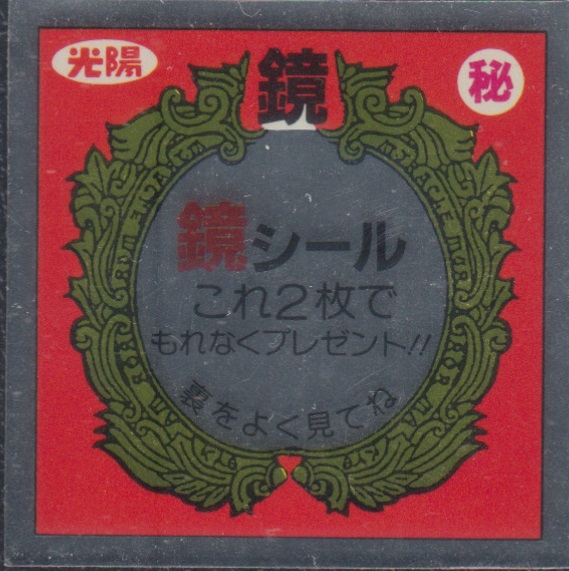 光陽
鏡
秘
鏡シール
これ2枚で
もれなくプレゼント!!
裏をよく見てね